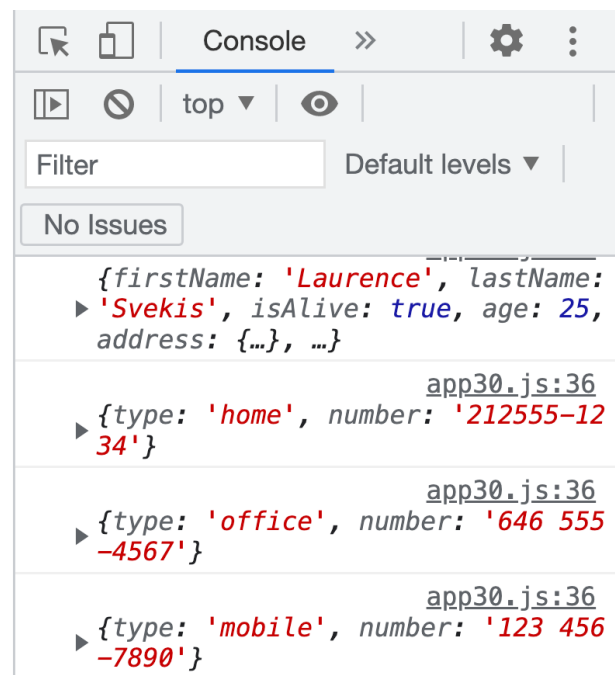 Console
top
Filter
Default levels
No Issues
{firstName: 'Laurence', lastName:
'Svekis', isAlive: true, age: 25,
address: {…}, …}
app30.js:36
{type: 'home', number: '212555-12
34'}
app30.js:36
{type: 'office', number: '646 555
-4567'}
app30.js:36
{type: 'mobile', number: '123 456
-7890'}